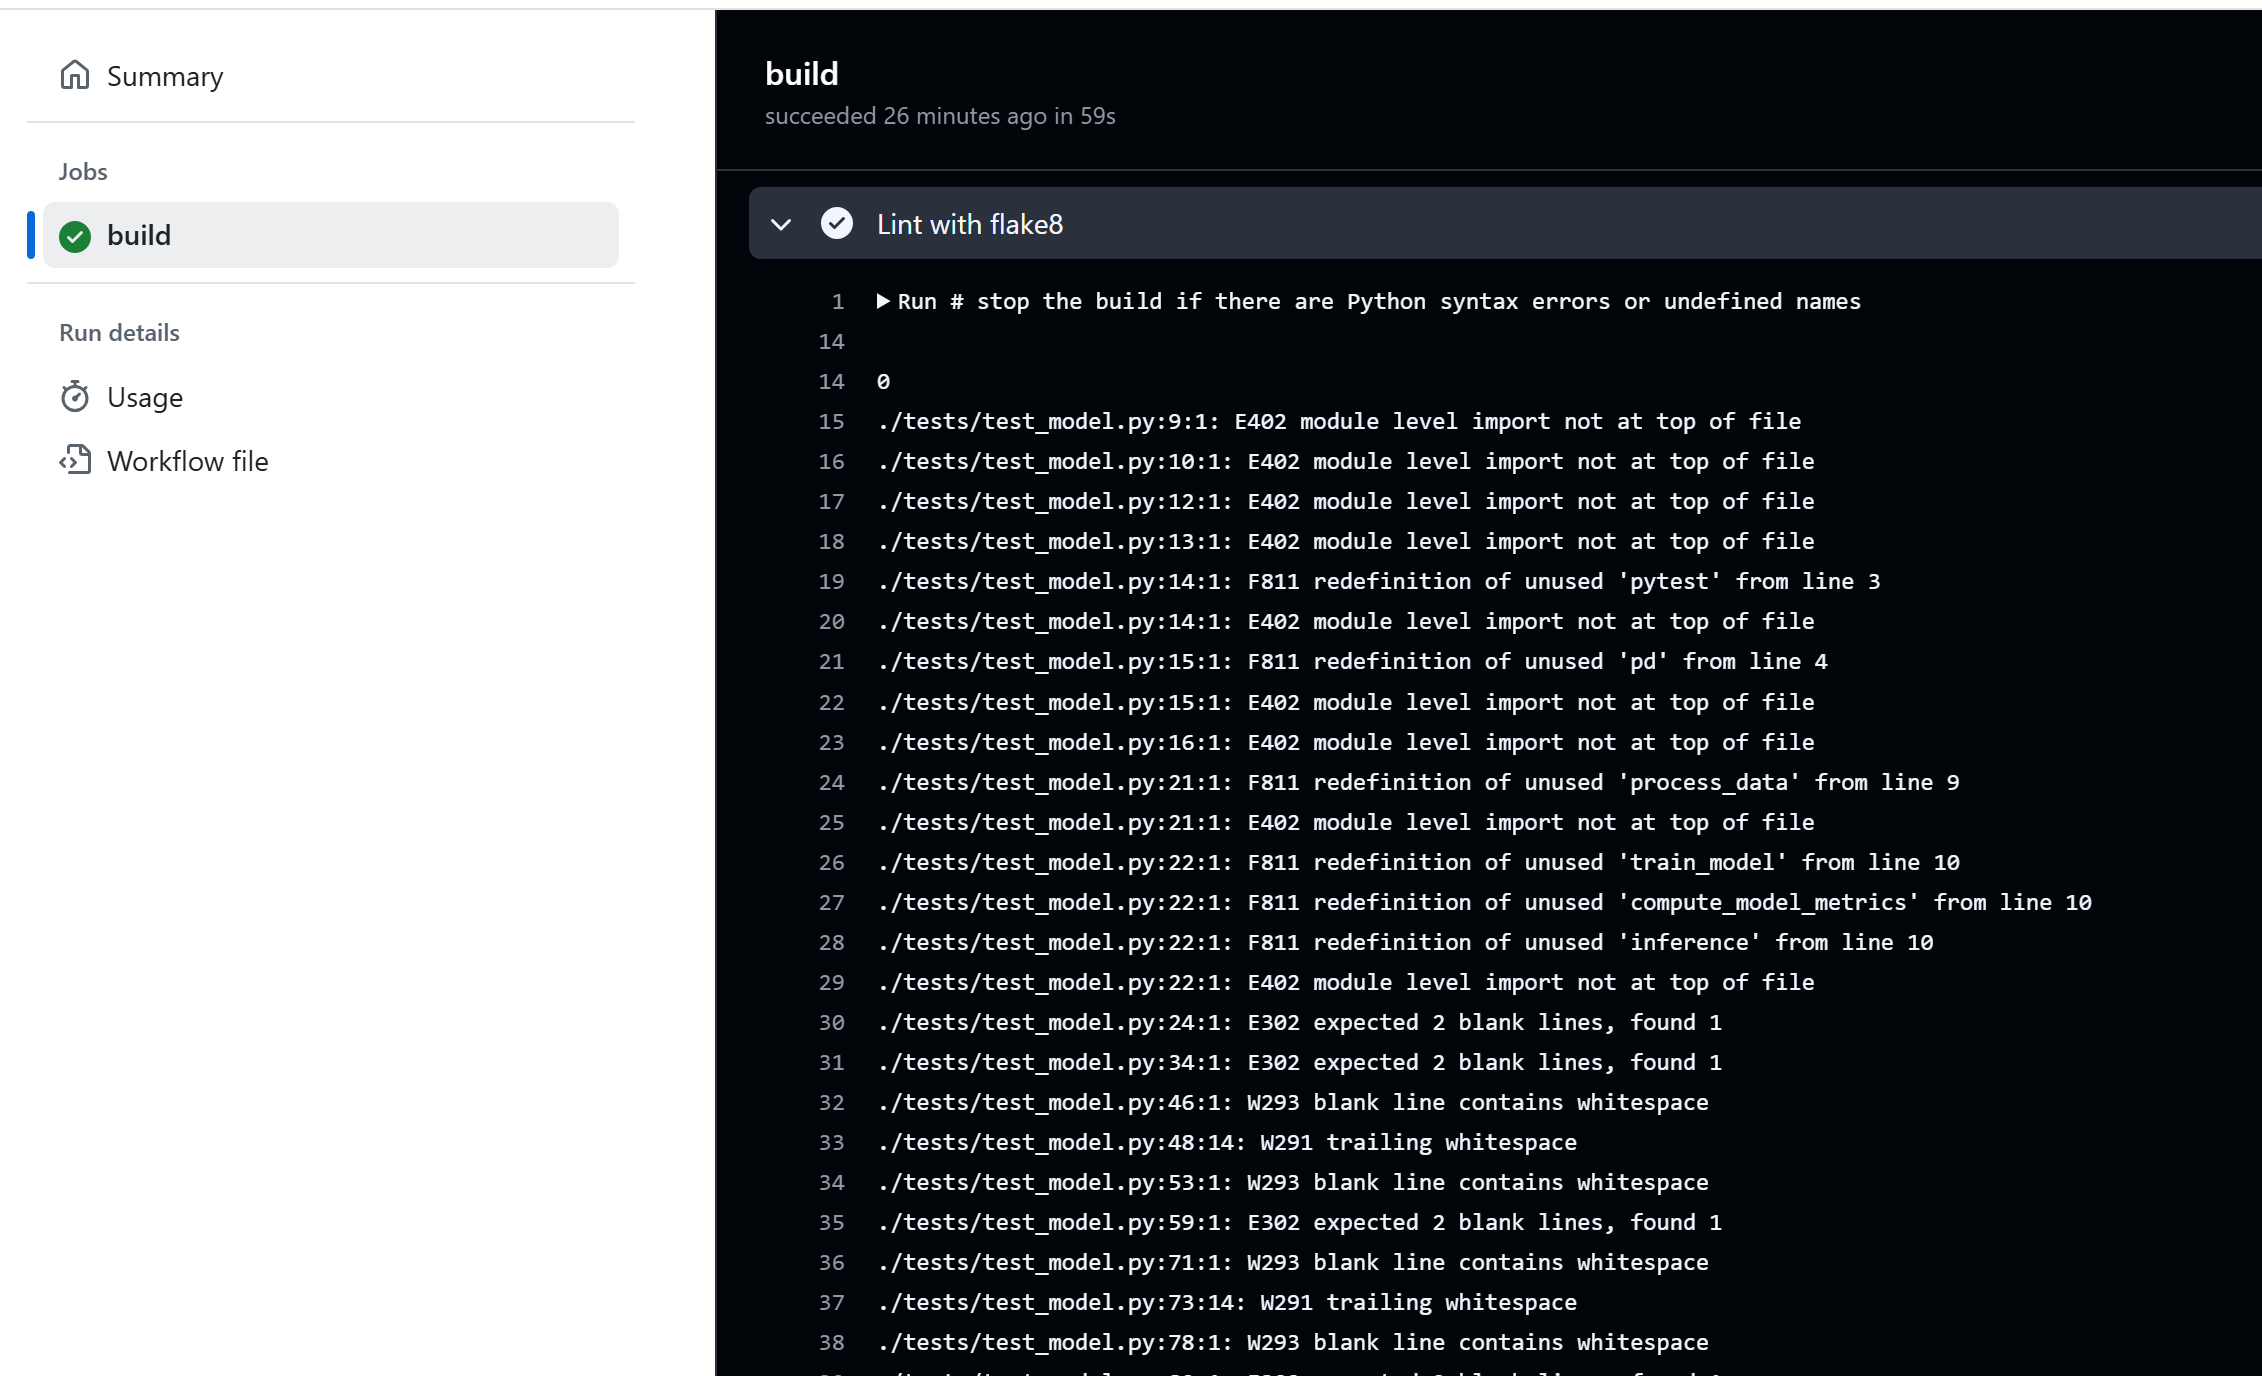 Summary
Jobs
build
Run details
Usage
Workflow file
build
succeeded 26 minutes ago in 59s
Lint with flake8
1 Run # stop the build if there are Python syntax errors or undefined names
14
14 0
15 ./tests/test_model.py:9:1: E402 module level import not at top of file
16 ./tests/test_model.py:10:1: E402 module level import not at top of file
17 ./tests/test_model.py:12:1: E402 module level import not at top of file
18 ./tests/test_model.py:13:1: E402 module level import not at top of file
19 ./tests/test_model.py:14:1: F811 redefinition of unused 'pytest' from line 3
20 ./tests/test_model.py:14:1: E402 module level import not at top of file
21 ./tests/test_model.py:15:1: F811 redefinition of unused 'pd' from line 4
22 ./tests/test_model.py:15:1: E402 module level import not at top of file
23 ./tests/test_model.py:16:1: E402 module level import not at top of file
24 ./tests/test_model.py:21:1: F811 redefinition of unused 'process_data' from line 9
25 ./tests/test_model.py:21:1: E402 module level import not at top of file
26 ./tests/test_model.py:22:1: F811 redefinition of unused 'train_model' from line 10
27 ./tests/test_model.py:22:1: F811 redefinition of unused 'compute_model_metrics' from line 10
28 ./tests/test_model.py:22:1: F811 redefinition of unused 'inference' from line 10
29 ./tests/test_model.py:22:1: E402 module level import not at top of file
30 ./tests/test_model.py:24:1: E302 expected 2 blank lines, found 1
31 ./tests/test_model.py:34:1: E302 expected 2 blank lines, found 1
32 ./tests/test_model.py:46:1: W293 blank line contains whitespace
33 ./tests/test_model.py:48:14: W291 trailing whitespace
34 ./tests/test_model.py:53:1: W293 blank line contains whitespace
35 ./tests/test_model.py:59:1: E302 expected 2 blank lines, found 1
36 ./tests/test_model.py:71:1: W293 blank line contains whitespace
37 ./tests/test_model.py:73:14: W291 trailing whitespace
38 ./tests/test_model.py:78:1: W293 blank line contains whitespace